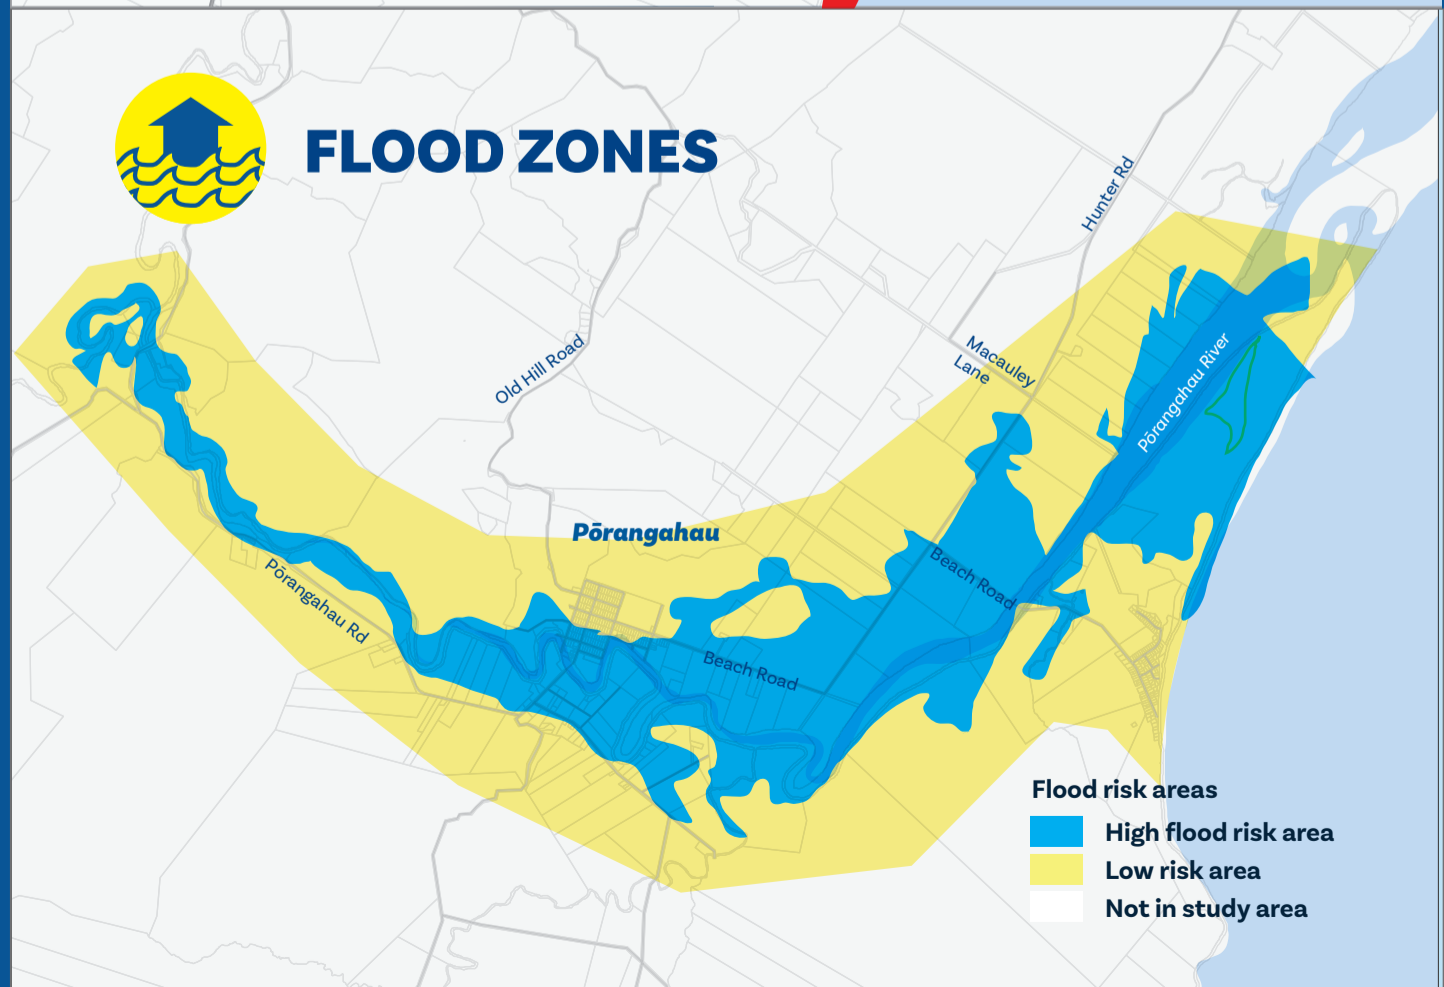 FLOOD ZONES
Hunter Rd
Macauley
Lane
Old Hill Road
Pōrangahau River
Pōrangahau
Beach Road
Pōrangahau Rd
Beach Road
Flood risk areas
High flood risk area
Low risk area
Not in study area